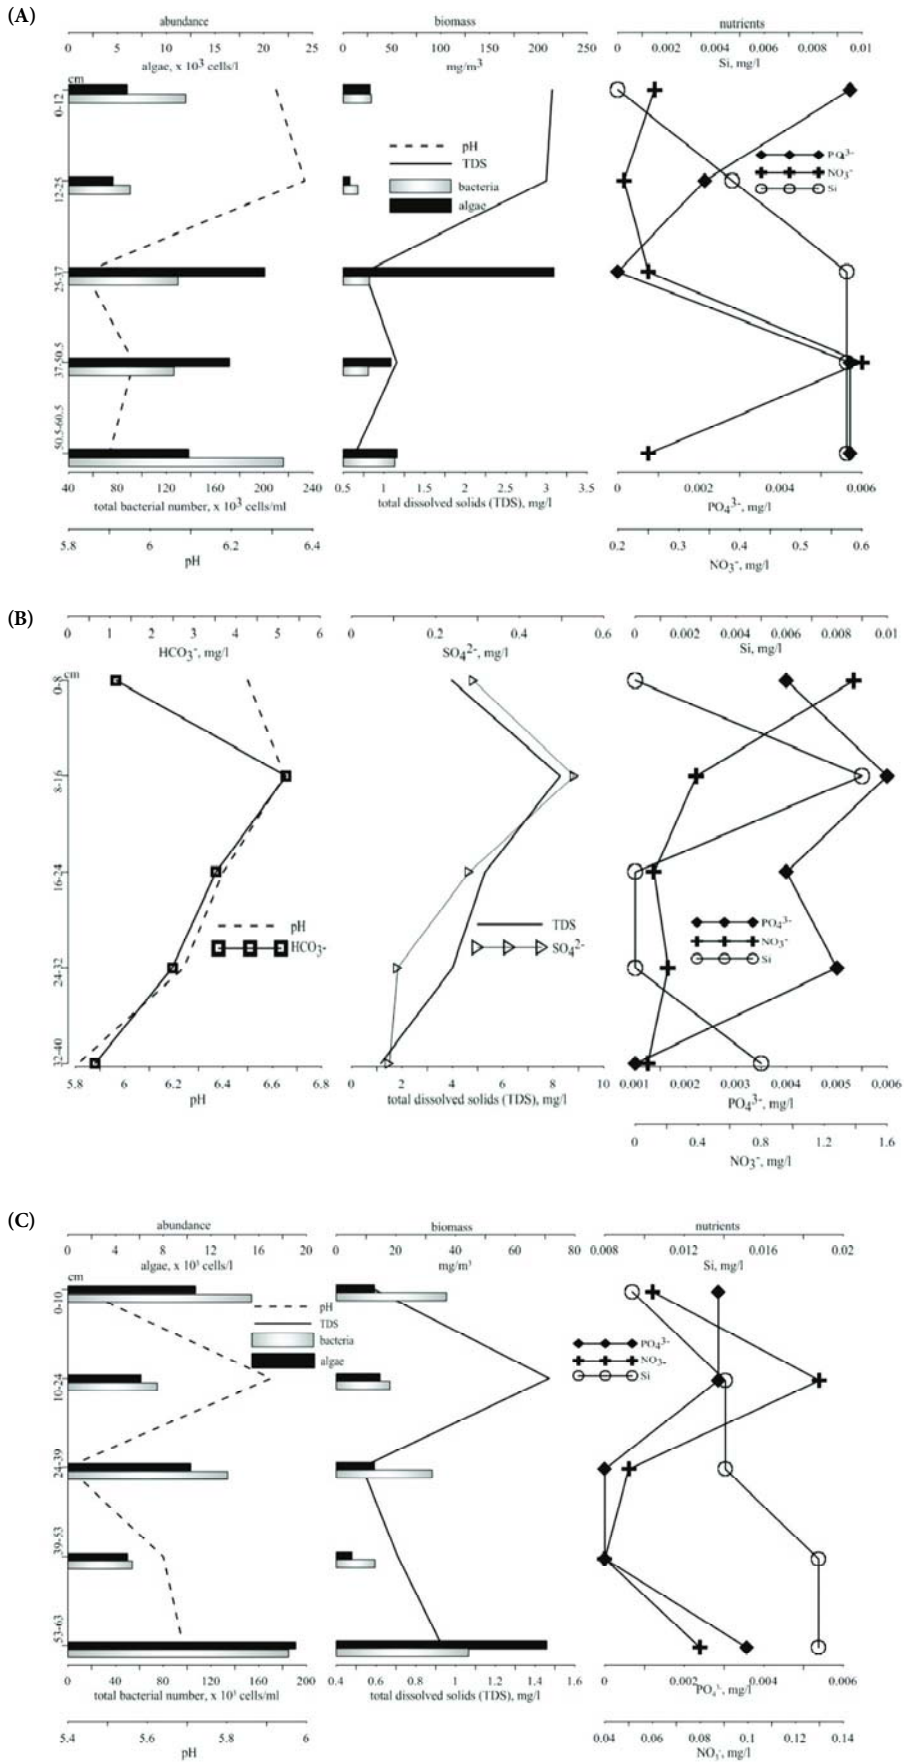 (A)
abundance
biomass
nutrients
0 5 10 15 20 25
0 50 100 150 200 250
0 0.002 0.004 0.006 0.008 0.01
algae, x 10³ cells/l
mg/m³
Si, mg/l
cm
0-12
12-25
25-37
37-50.5
50.5-60.5
pH
TDS
bacteria
algae
PO₄³⁻
NO₃⁻
Si
40 80 120 160 200 240
0.5 1 1.5 2 2.5 3 3.5
0 0.002 0.004 0.006
total bacterial number, x 10³ cells/ml
total dissolved solids (TDS), mg/l
PO₄³⁻, mg/l
5.8 6 6.2 6.4
0.2 0.3 0.4 0.5 0.6
pH
NO₃⁻, mg/l
(B)
0 1 2 3 4 5 6
0 0.2 0.4 0.6
0 0.002 0.004 0.006 0.008 0.01
HCO₃⁻, mg/l
SO₄²⁻, mg/l
Si, mg/l
cm
0-8
8-16
16-24
24-32
32-40
pH
HCO₃-
TDS
SO₄²⁻
PO₄³⁻
NO₃⁻
Si
5.8 6 6.2 6.4 6.6 6.8
0 2 4 6 8 10
0.001 0.002 0.003 0.004 0.005 0.006
pH
total dissolved solids (TDS), mg/l
PO₄³⁻, mg/l
0 0.4 0.8 1.2 1.6
NO₃⁻, mg/l
(C)
abundance
biomass
nutrients
0 4 8 12 16 20
0 20 40 60 80
0.008 0.012 0.016 0.02
algae, x 10³ cells/l
mg/m³
Si, mg/l
cm
0-10
10-24
24-39
39-53
53-63
pH
TDS
bacteria
algae
PO₄³⁻
NO₃-
Si
0 40 80 120 160 200
0.4 0.6 0.8 1 1.2 1.4 1.6
0 0.002 0.004 0.006
total bacterial number, x 10³ cells/ml
total dissolved solids (TDS), mg/l
PO₄³⁻, mg/l
5.4 5.6 5.8 6
0.04 0.06 0.08 0.1 0.12 0.14
pH
NO₃⁻, mg/l